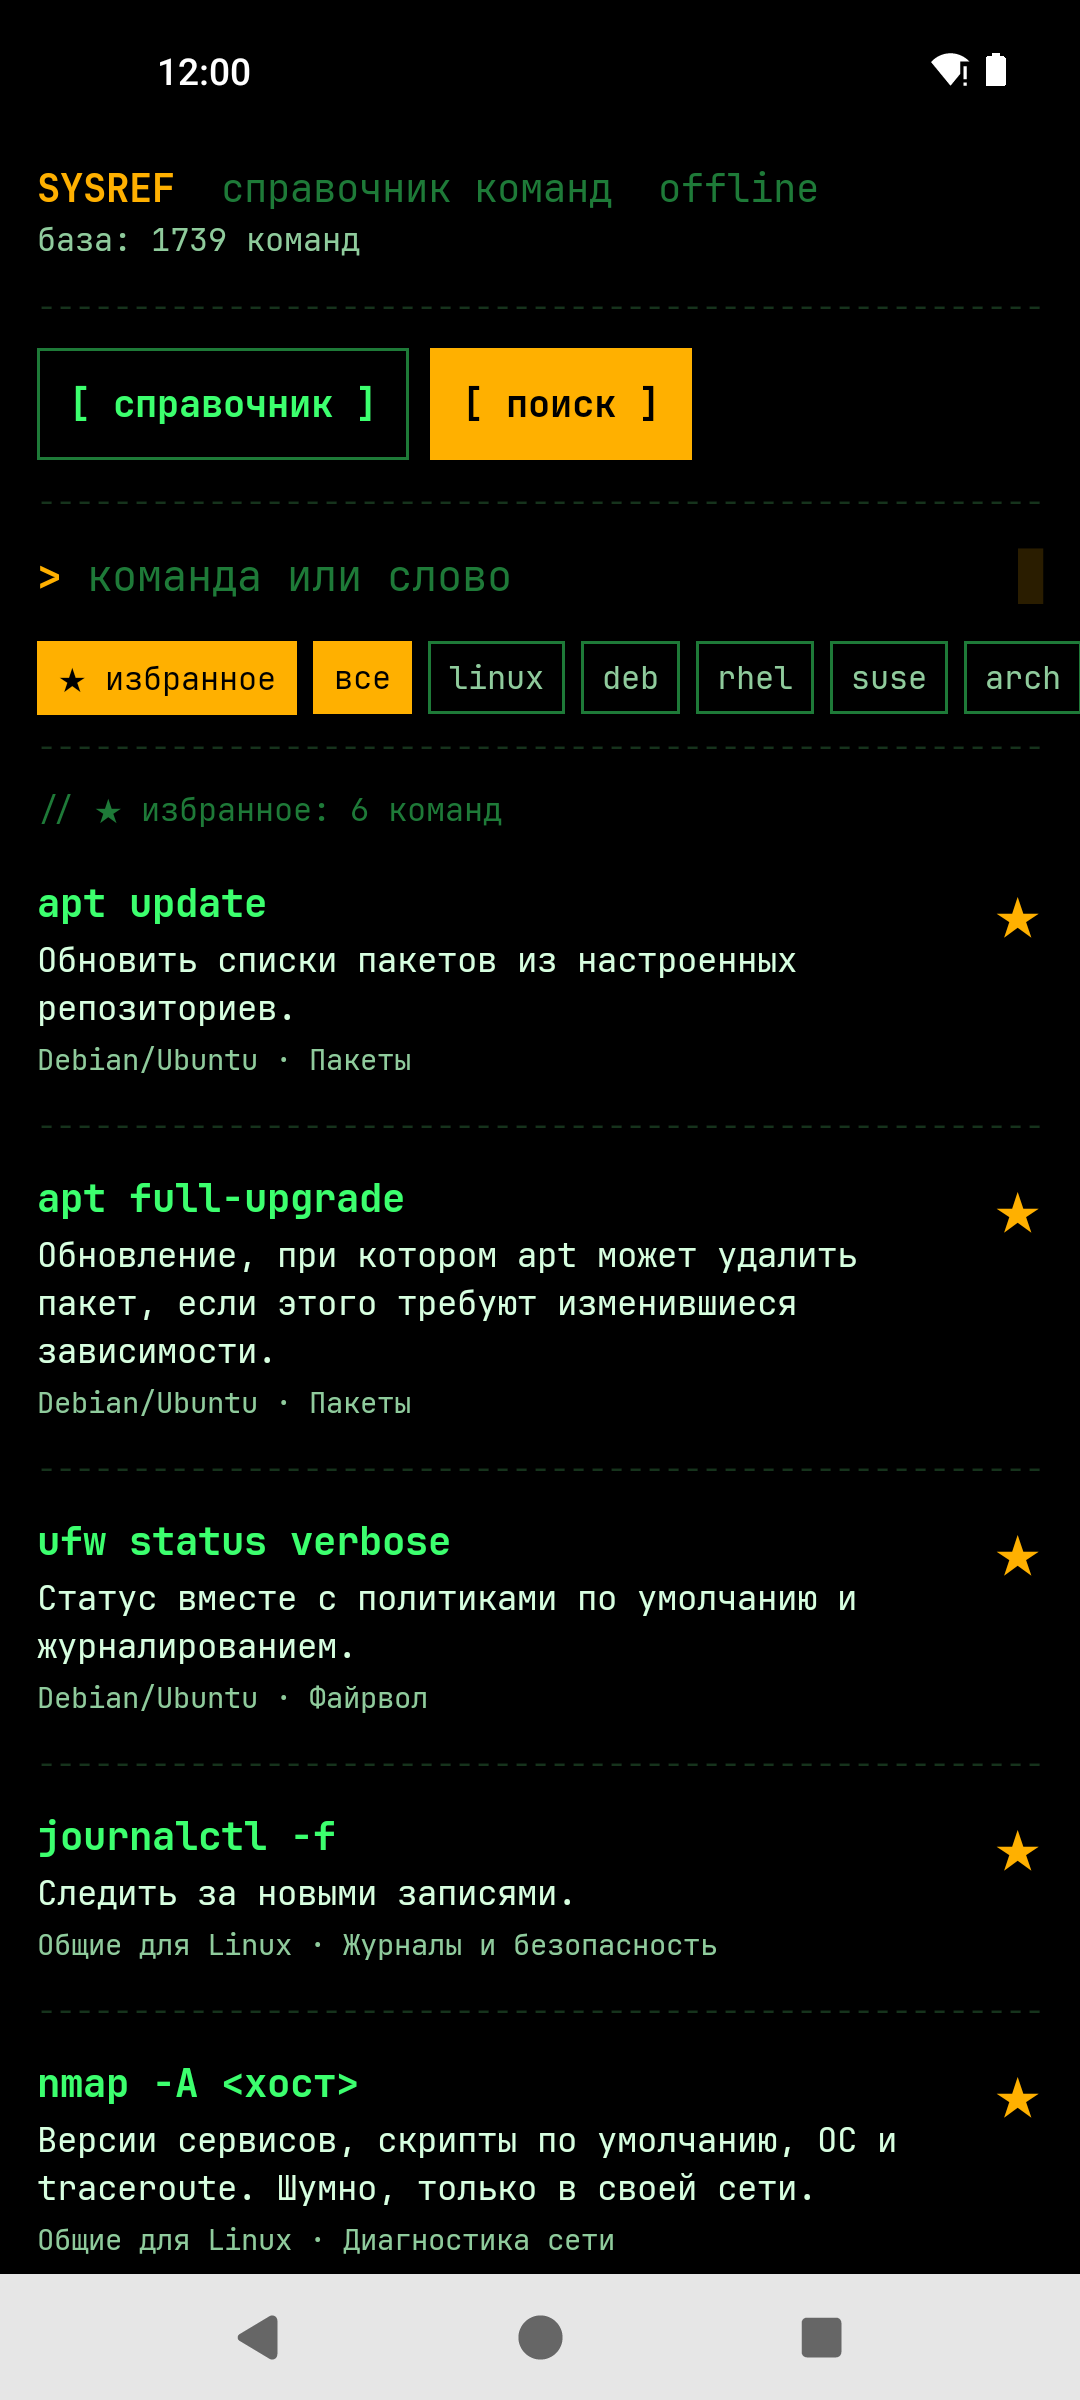 12:00
SYSREF справочник команд offline
база: 1739 команд
[ справочник ] [ поиск ]
> команда или слово
★ избранное все linux deb rhel suse arch
// ★ избранное: 6 команд
apt update ★
Обновить списки пакетов из настроенных
репозиториев.
Debian/Ubuntu · Пакеты
apt full-upgrade ★
Обновление, при котором apt может удалить
пакет, если этого требуют изменившиеся
зависимости.
Debian/Ubuntu · Пакеты
ufw status verbose ★
Статус вместе с политиками по умолчанию и
журналированием.
Debian/Ubuntu · Файрвол
journalctl -f ★
Следить за новыми записями.
Общие для Linux · Журналы и безопасность
nmap -A <хост> ★
Версии сервисов, скрипты по умолчанию, ОС и
traceroute. Шумно, только в своей сети.
Общие для Linux · Диагностика сети